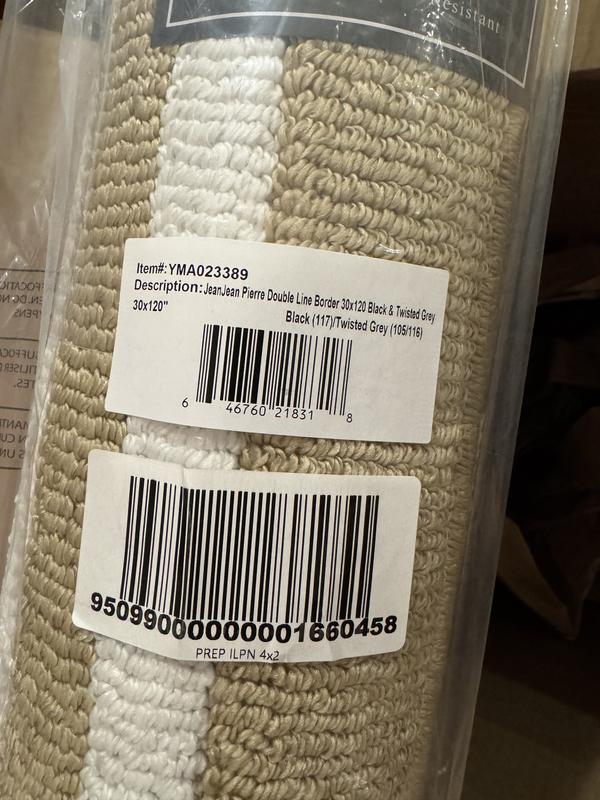 Resistant
Item#: YMA023389
Description: JeanJean Pierre Double Line Border 30x120 Black & Twisted Grey
30x120"
Black (117)/Twisted Grey (105/116)
6 46760 21831 8
95099000000001660458
PREP ILPN 4x2